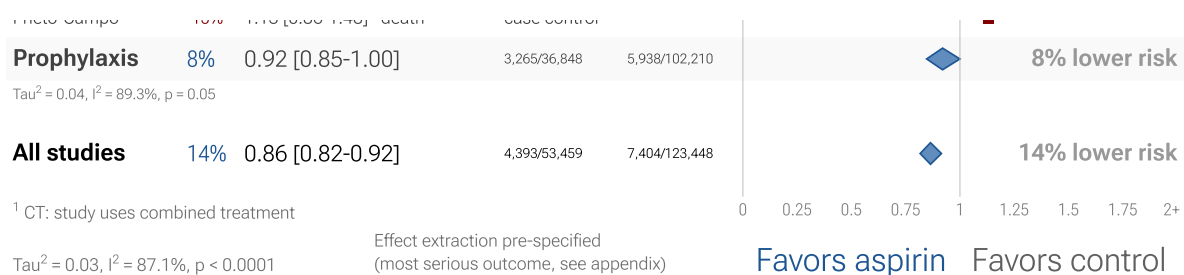 Prophylaxis 8% 0.92 [0.85-1.00] 3,265/36,848 5,938/102,210 8% lower risk
Tau² = 0.04, I² = 89.3%, p = 0.05
All studies 14% 0.86 [0.82-0.92] 4,393/53,459 7,404/123,448 14% lower risk
0 0.25 0.5 0.75 1 1.25 1.5 1.75 2+
¹ CT: study uses combined treatment
Effect extraction pre-specified
(most serious outcome, see appendix)
Tau² = 0.03, I² = 87.1%, p < 0.0001
Favors aspirin Favors control